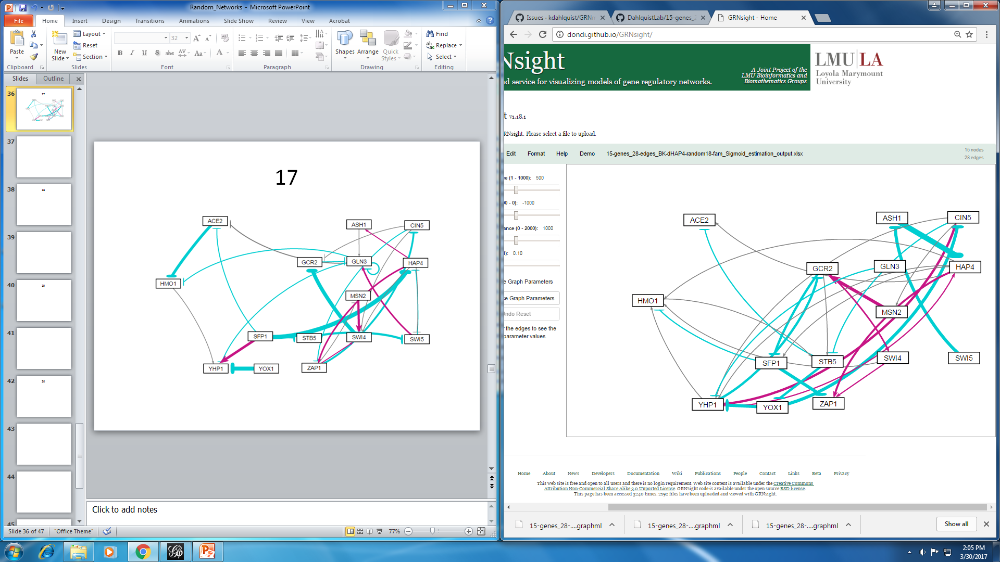 Random_Networks - Microsoft PowerPoint
File Home Insert Design Transitions Animations Slide Show Review View Acrobat
Paste
Clipboard
New
Slide
Layout
Reset
Section
Slides
32
B I U S abc AV Aa A
Font
Paragraph
Shapes Arrange Quick
Styles
Drawing
Find
Replace
Select
Editing
Slides Outline
36
17
37
38
18
39
40
19
41
42
20
43
44
45
17
ACE2
ASH1
CIN5
GCR2
GLN3
HAP4
HMO1
MSN2
SFP1
STB5
SWI4
SWI5
YHP1
YOX1
ZAP1
Click to add notes
Slide 36 of 47 "Office Theme" 77%
Issues · kdahlquist/GRNm
DahlquistLab/15-genes_2
GRNsight - Home
dondi.github.io/GRNsight/
Nsight
nd service for visualizing models of gene regulatory networks.
A Joint Project of the
LMU Bioinformatics and
Biomathematics Groups
LMU|LA
Loyola Marymount
University
t v1.18.1
RNsight. Please select a file to upload.
Edit Format Help Demo 15-genes_28-edges_BK-dHAP4-random18-fam_Sigmoid_estimation_output.xlsx
15 nodes
28 edges
ce (1 - 1000): 500
00 - 0): -1000
ance (0 - 2000): 1000
l): 0.10
e Graph Parameters
ce Graph Parameters
Undo Reset
r the edges to see the
parameter values.
ACE2
ASH1
CIN5
GCR2
GLN3
HAP4
HMO1
MSN2
SFP1
STB5
SWI4
SWI5
YHP1
YOX1
ZAP1
Home About News Developers Documentation Wiki Publications People Contact Links Beta Privacy
This web site is free and open to all users and there is no login requirement. Web site content is available under the Creative Commons
Attribution Non-Commercial Share Alike 3.0 Unported License. GRNsight code is available under the open source BSD license.
This page has been accessed 3240 times. 2192 files have been uploaded and viewed with GRNsight.
15-genes_28-....graphml
15-genes_28-....graphml
15-genes_28-....graphml
Show all
2:05 PM
3/30/2017